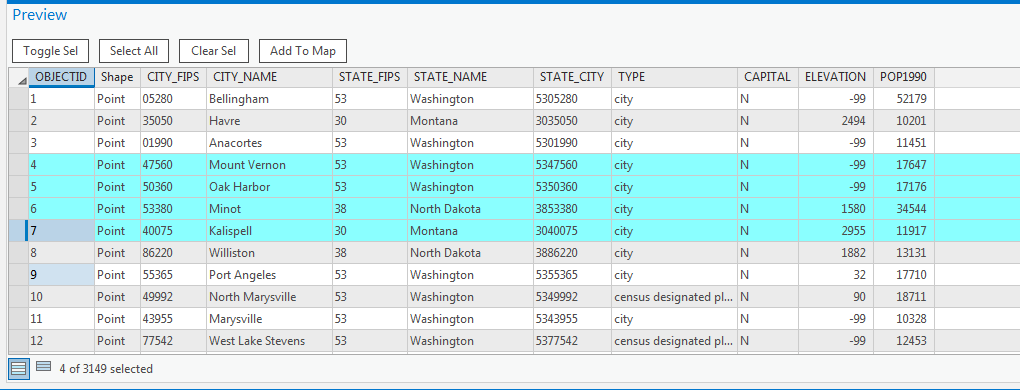 Preview
Toggle Sel Select All Clear Sel Add To Map
OBJECTID Shape CITY_FIPS CITY_NAME STATE_FIPS STATE_NAME STATE_CITY TYPE CAPITAL ELEVATION POP1990
1 Point 05280 Bellingham 53 Washington 5305280 city N -99 52179
2 Point 35050 Havre 30 Montana 3035050 city N 2494 10201
3 Point 01990 Anacortes 53 Washington 5301990 city N -99 11451
4 Point 47560 Mount Vernon 53 Washington 5347560 city N -99 17647
5 Point 50360 Oak Harbor 53 Washington 5350360 city N -99 17176
6 Point 53380 Minot 38 North Dakota 3853380 city N 1580 34544
7 Point 40075 Kalispell 30 Montana 3040075 city N 2955 11917
8 Point 86220 Williston 38 North Dakota 3886220 city N 1882 13131
9 Point 55365 Port Angeles 53 Washington 5355365 city N 32 17710
10 Point 49992 North Marysville 53 Washington 5349992 census designated pl... N 90 18711
11 Point 43955 Marysville 53 Washington 5343955 city N -99 10328
12 Point 77542 West Lake Stevens 53 Washington 5377542 census designated pl... N -99 12453
4 of 3149 selected